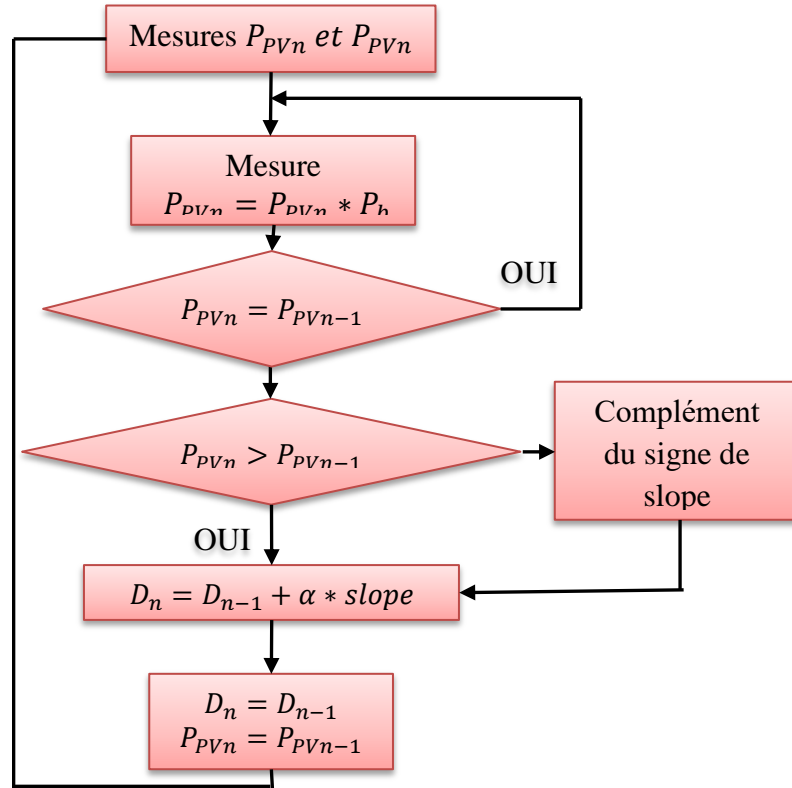 Mesures P_PVn et P_PVn
Mesure
P_PVn = P_PVn * P_h
OUI
P_PVn = P_PVn−1
P_PVn > P_PVn−1
Complément
du signe de
slope
OUI
D_n = D_n−1 + α * slope
D_n = D_n−1
P_PVn = P_PVn−1